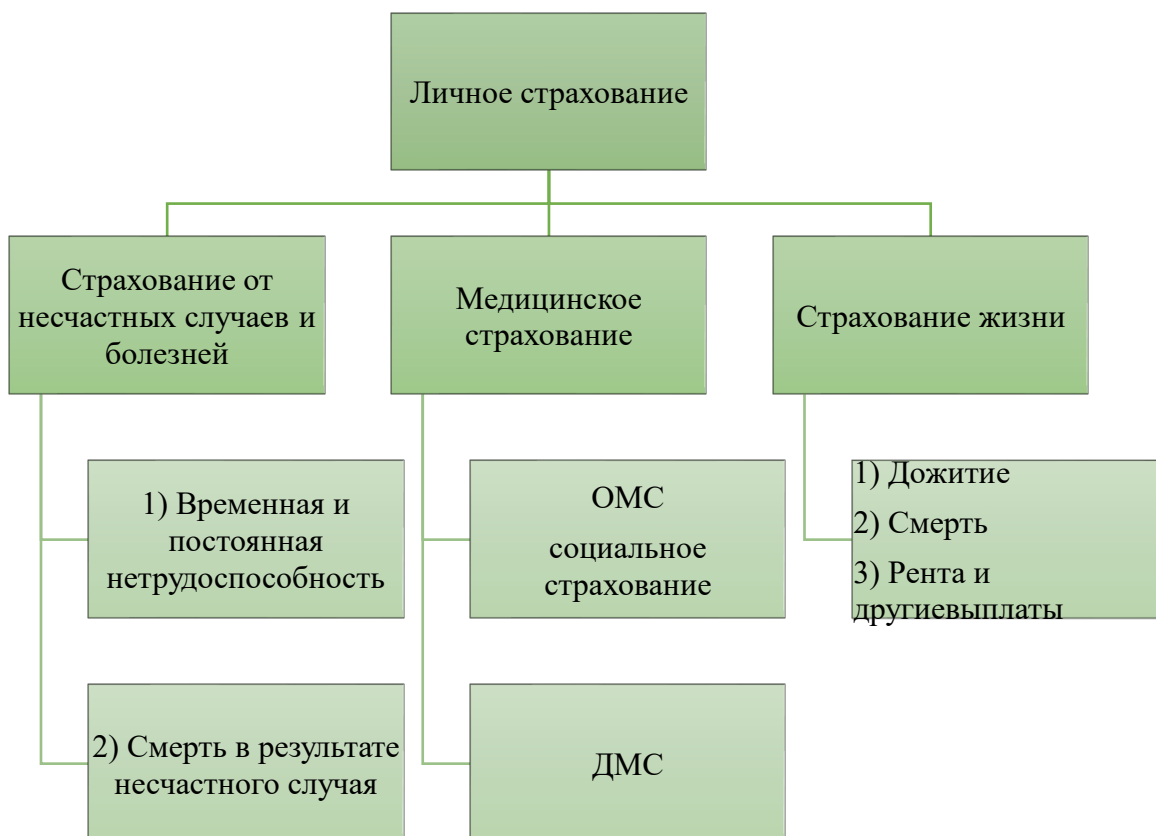 Личное страхование
Страхование от
несчастных случаев и
болезней
Медицинское
страхование
Страхование жизни
1) Временная и
постоянная
нетрудоспособность
ОМС
социальное
страхование
1) Дожитие
2) Смерть
3) Рента и
другиевыплаты
2) Смерть в результате
несчастного случая
ДМС